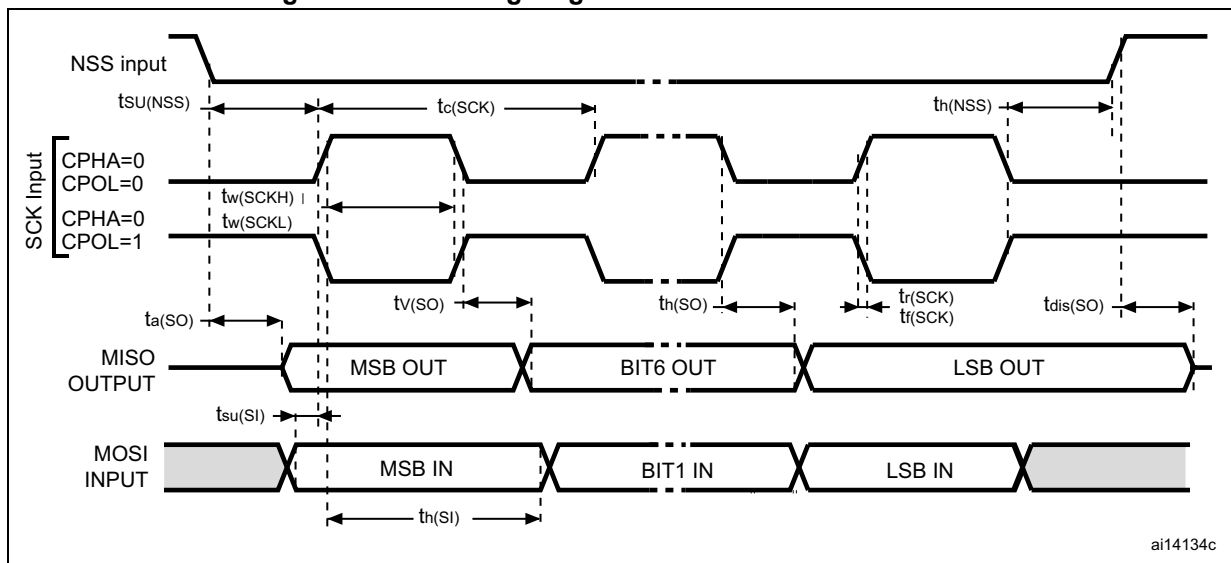 NSS input
tSU(NSS)
tc(SCK)
th(NSS)
SCK Input
CPHA=0
CPOL=0
CPHA=0
CPOL=1
tw(SCKH)
tw(SCKL)
tV(SO)
th(SO)
tr(SCK)
tf(SCK)
ta(SO)
tdis(SO)
MISO
OUTPUT
MSB OUT
BIT6 OUT
LSB OUT
tsu(SI)
MOSI
INPUT
MSB IN
BIT1 IN
LSB IN
th(SI)
ai14134c